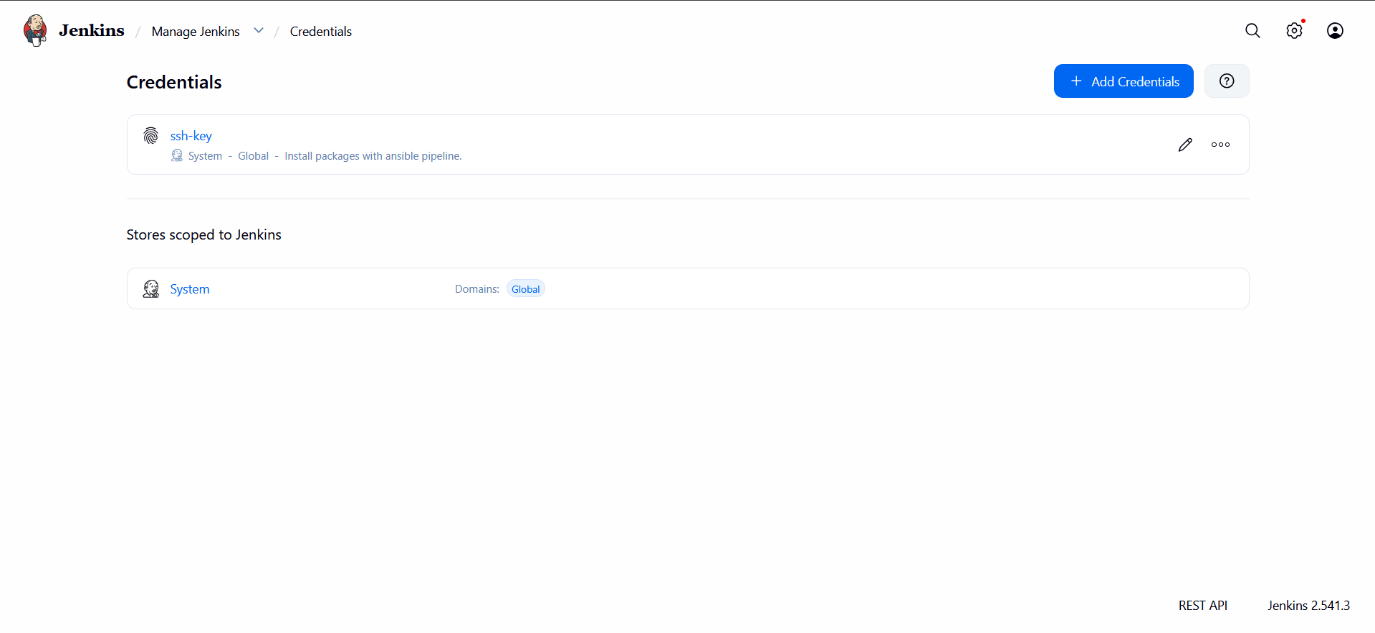 Jenkins / Manage Jenkins / Credentials
Credentials
+ Add Credentials
ssh-key
System - Global - Install packages with ansible pipeline.
Stores scoped to Jenkins
System Domains: Global
REST API Jenkins 2.541.3